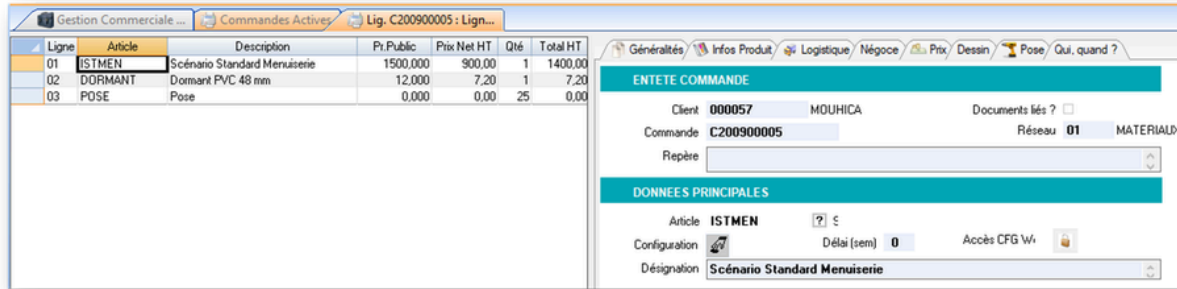 Gestion Commerciale ... Commandes Actives Lig. C200900005 : Lign...
Ligne Article Description Pr.Public Prix Net HT Qté Total HT
01 ISTMEN Scénario Standard Menuiserie 1500,000 900,00 1 1400,00
02 DORMANT Dormant PVC 48 mm 12,000 7,20 1 7,20
03 POSE Pose 0,000 0,00 25 0,00
Généralités Infos Produit Logistique Négoce Prix Dessin Pose Qui, quand ?
ENTETE COMMANDE
Client 000057 MOUHICA Documents liés ?
Commande C200900005 Réseau 01 MATERIAUX
Repère
DONNEES PRINCIPALES
Article ISTMEN ? S
Configuration Délai (sem) 0 Accès CFG W
Désignation Scénario Standard Menuiserie